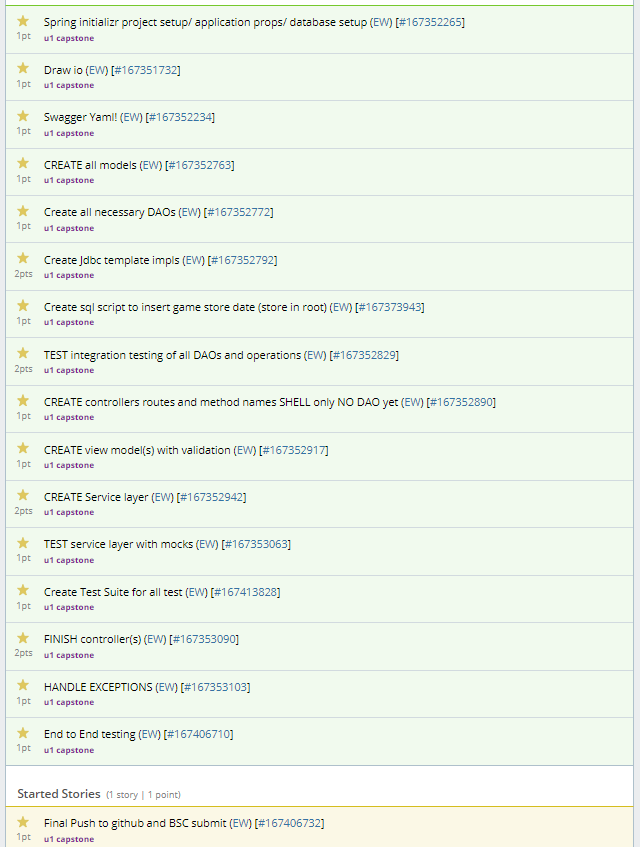 Spring initializr project setup/ application props/ database setup (EW) [#167352265]
1pt
u1 capstone
Draw io (EW) [#167351732]
1pt
u1 capstone
Swagger Yaml! (EW) [#167352234]
1pt
u1 capstone
CREATE all models (EW) [#167352763]
1pt
u1 capstone
Create all necessary DAOs (EW) [#167352772]
1pt
u1 capstone
Create Jdbc template impls (EW) [#167352792]
2pts
u1 capstone
Create sql script to insert game store date (store in root) (EW) [#167373943]
1pt
u1 capstone
TEST integration testing of all DAOs and operations (EW) [#167352829]
2pts
u1 capstone
CREATE controllers routes and method names SHELL only NO DAO yet (EW) [#167352890]
1pt
u1 capstone
CREATE view model(s) with validation (EW) [#167352917]
1pt
u1 capstone
CREATE Service layer (EW) [#167352942]
2pts
u1 capstone
TEST service layer with mocks (EW) [#167353063]
1pt
u1 capstone
Create Test Suite for all test (EW) [#167413828]
1pt
u1 capstone
FINISH controller(s) (EW) [#167353090]
2pts
u1 capstone
HANDLE EXCEPTIONS (EW) [#167353103]
1pt
u1 capstone
End to End testing (EW) [#167406710]
1pt
u1 capstone
Started Stories (1 story | 1 point)
Final Push to github and BSC submit (EW) [#167406732]
1pt
u1 capstone